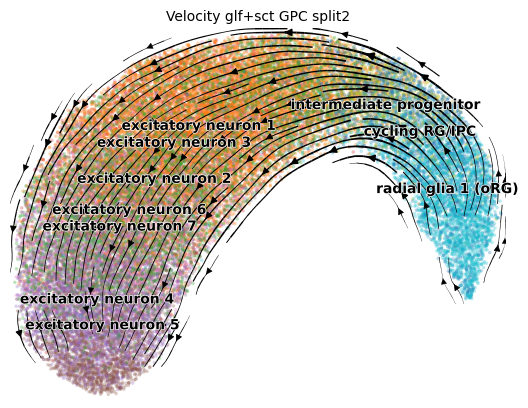 Velocity glf+sct GPC split2
intermediate progenitor
excitatory neuron 1
cycling RG/IPC
excitatory neuron 3
excitatory neuron 2
radial glia 1 (oRG)
excitatory neuron 6
excitatory neuron 7
excitatory neuron 4
excitatory neuron 5